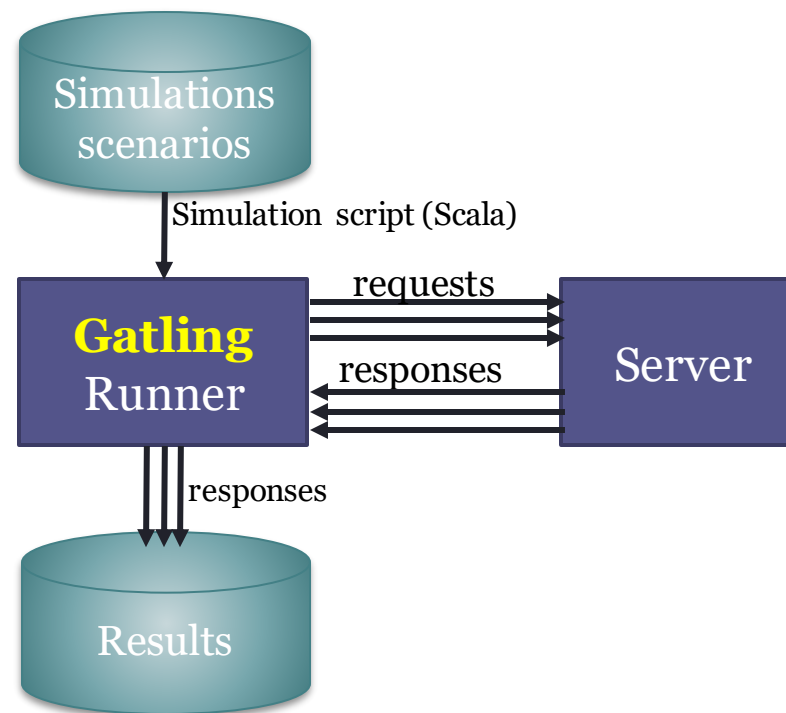 Simulations
scenarios
Simulation script (Scala)
requests
Gatling
Runner
responses
Server
responses
Results